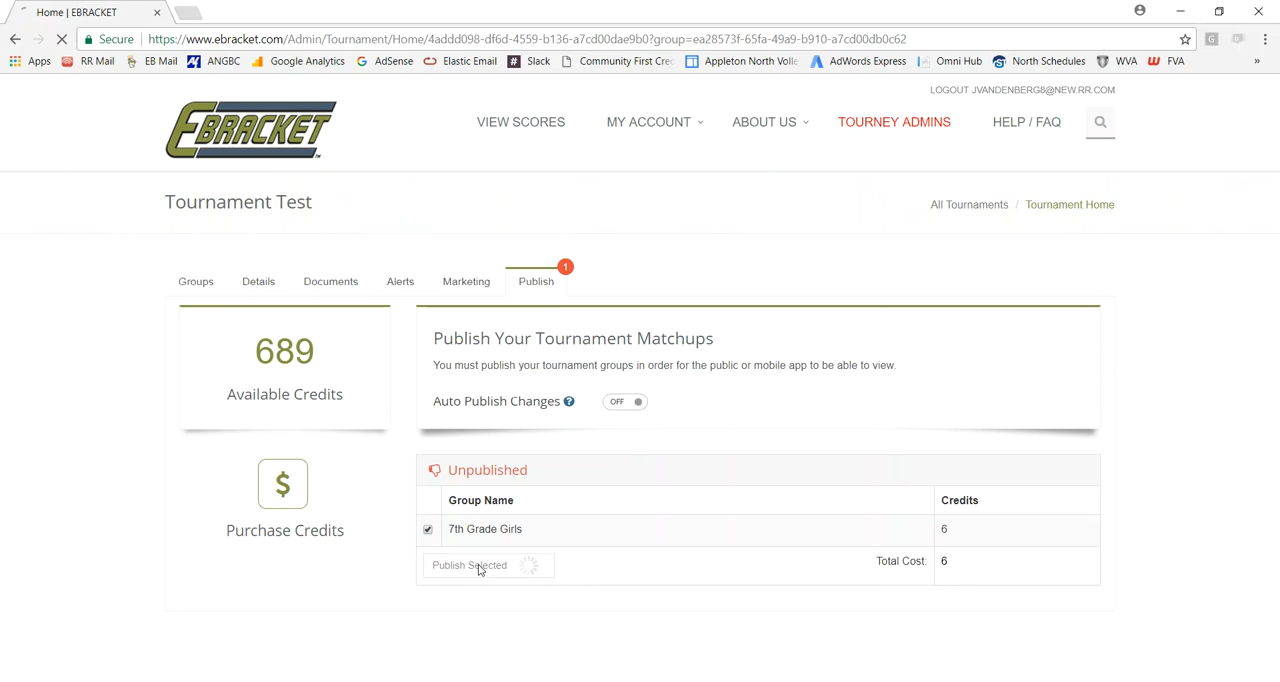 Home | EBRACKET
Secure https://www.ebracket.com/Admin/Tournament/Home/4addd098-df6d-4559-b136-a7cd00dae9b0?group=ea28573f-65fa-49a9-b910-a7cd00db0c62
Apps RR Mail EB Mail ANGBC Google Analytics AdSense Elastic Email Slack Community First Cre Appleton North Volle AdWords Express Omni Hub North Schedules WVA FVA »
LOGOUT JVANDENBERG8@NEW.RR.COM
EBRACKET TM
VIEW SCORES MY ACCOUNT ABOUT US TOURNEY ADMINS HELP / FAQ
Tournament Test
All Tournaments / Tournament Home
Groups Details Documents Alerts Marketing Publish 1
689
Available Credits
$
Purchase Credits
Publish Your Tournament Matchups
You must publish your tournament groups in order for the public or mobile app to be able to view.
Auto Publish Changes ? OFF
Unpublished
Group Name Credits
7th Grade Girls 6
Publish Selected Total Cost: 6